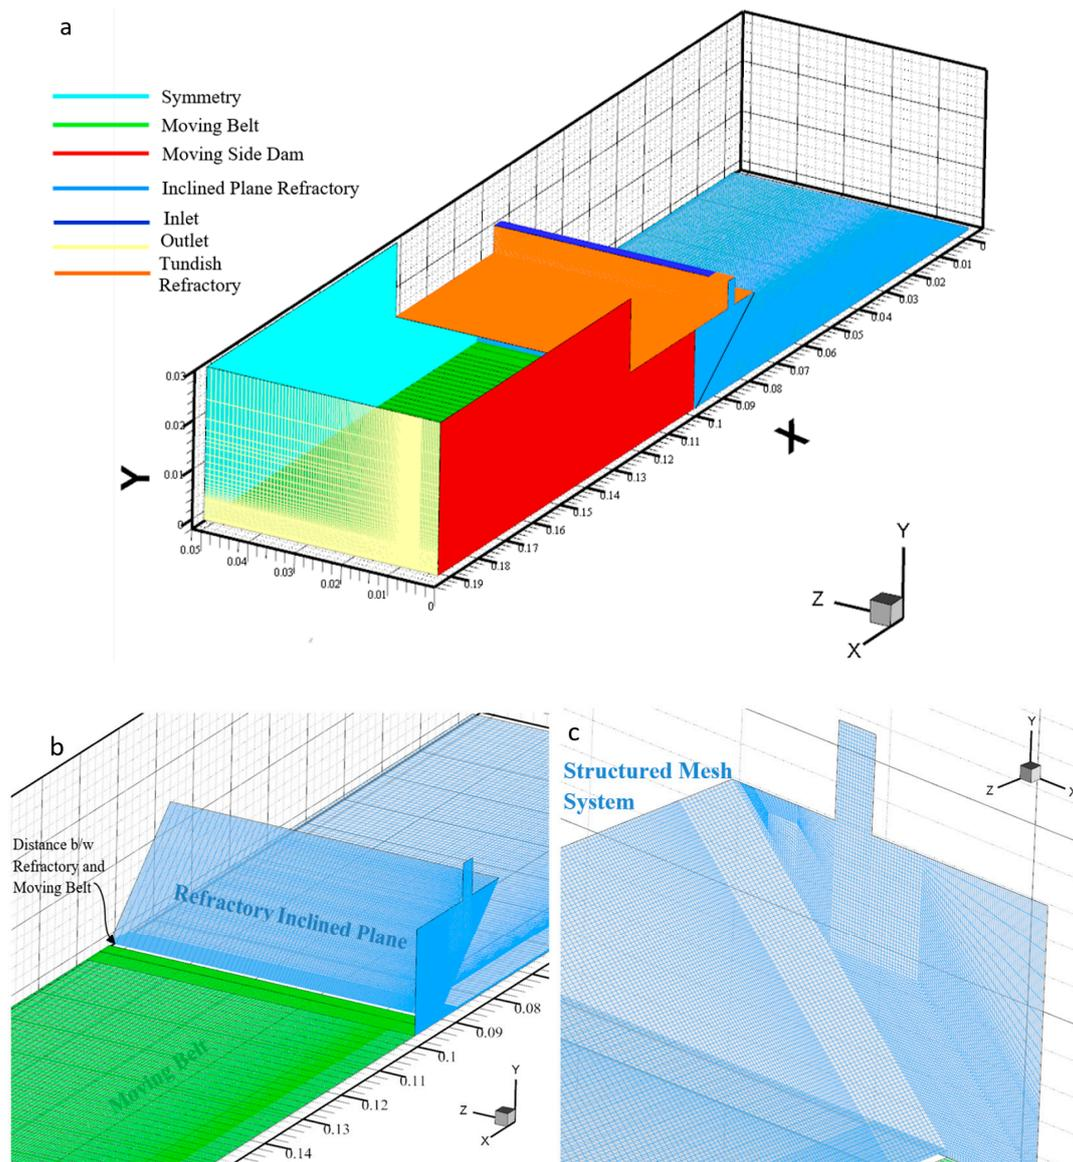 a
Symmetry
Moving Belt
Moving Side Dam
Inclined Plane Refractory
Inlet
Outlet
Tundish
Refractory
0
0.01
0.02
0.03
0.04
0.05
0.06
0.07
0.08
0.09
0.1
0.11
0.12
0.13
0.14
0.15
0.16
0.17
0.18
0.19
X
Y
0.03
0.02
0.01
0
0.05
0.04
0.03
0.02
0.01
0
Y
Z
X
b
Distance b/w
Refractory and
Moving Belt
Refractory Inclined Plane
Moving Belt
0.08
0.09
0.1
0.11
0.12
0.13
0.14
Y
Z
X
c
Structured Mesh
System
Y
Z
X